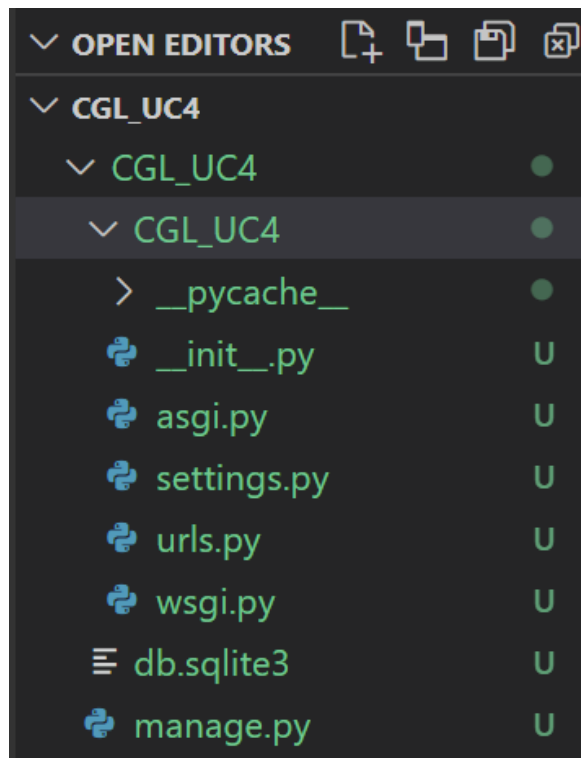 OPEN EDITORS
CGL_UC4
CGL_UC4
CGL_UC4
__pycache__
__init__.py U
asgi.py U
settings.py U
urls.py U
wsgi.py U
db.sqlite3 U
manage.py U